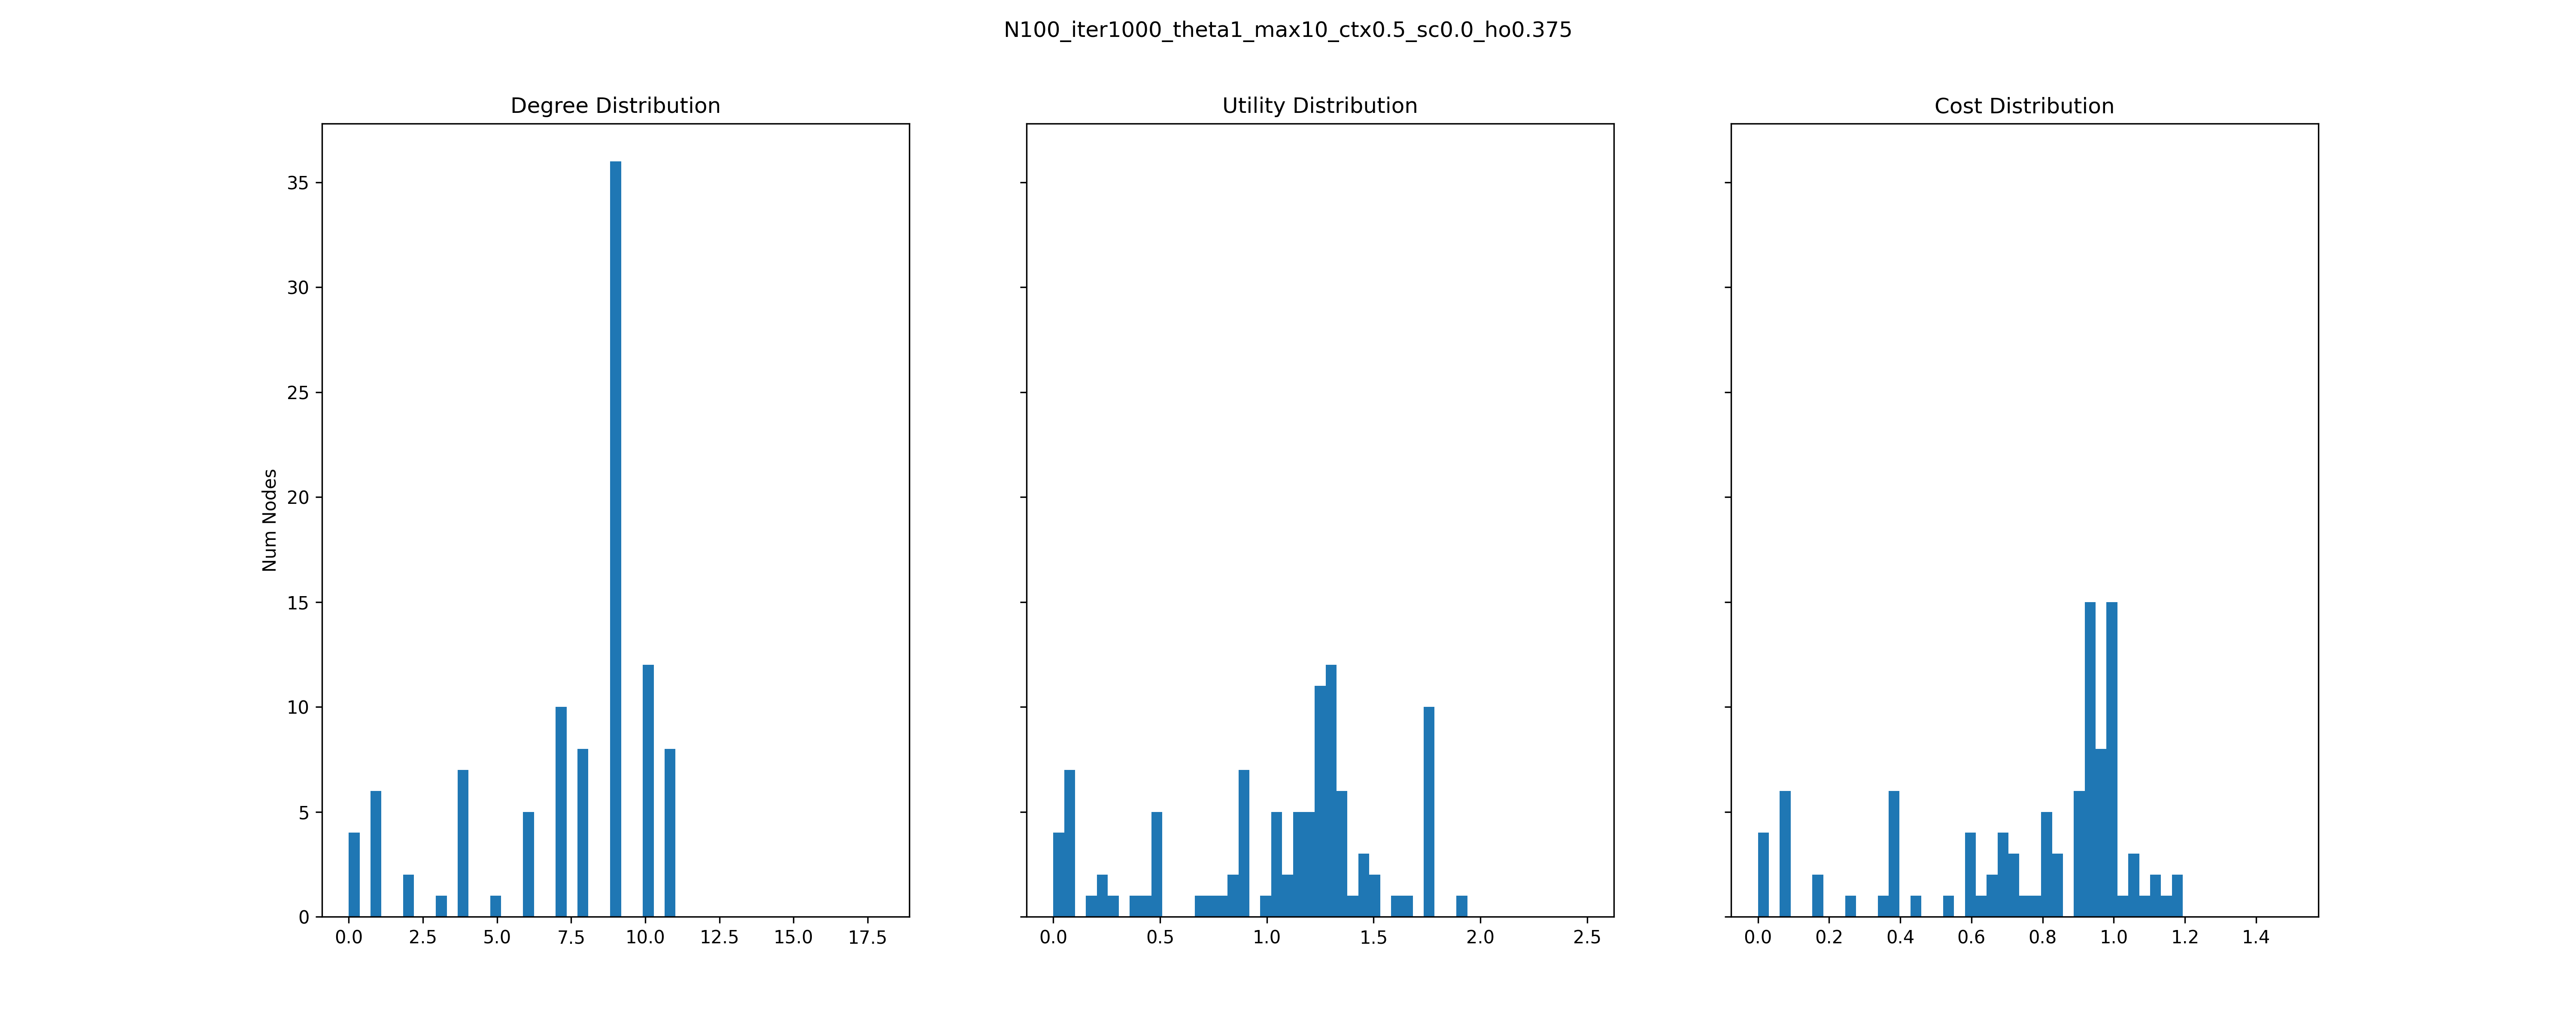 N100_iter1000_theta1_max10_ctx0.5_sc0.0_ho0.375
Degree Distribution
Utility Distribution
Cost Distribution
Num Nodes
35
30
25
20
15
10
5
0
0.0 2.5 5.0 7.5 10.0 12.5 15.0 17.5
0.0 0.5 1.0 1.5 2.0 2.5
0.0 0.2 0.4 0.6 0.8 1.0 1.2 1.4